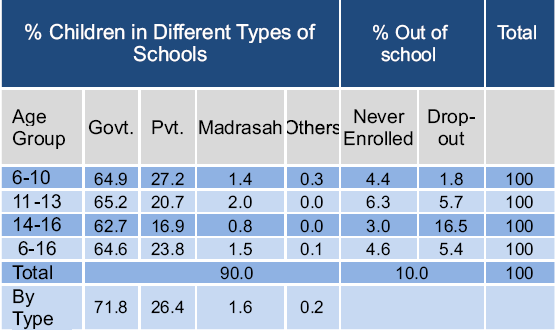 % Children in Different Types of Schools % Out of school Total
Age Group Govt. Pvt. Madrasah Others Never Enrolled Drop-out
6-10 64.9 27.2 1.4 0.3 4.4 1.8 100
11-13 65.2 20.7 2.0 0.0 6.3 5.7 100
14-16 62.7 16.9 0.8 0.0 3.0 16.5 100
6-16 64.6 23.8 1.5 0.1 4.6 5.4 100
Total 90.0 10.0 100
By Type 71.8 26.4 1.6 0.2